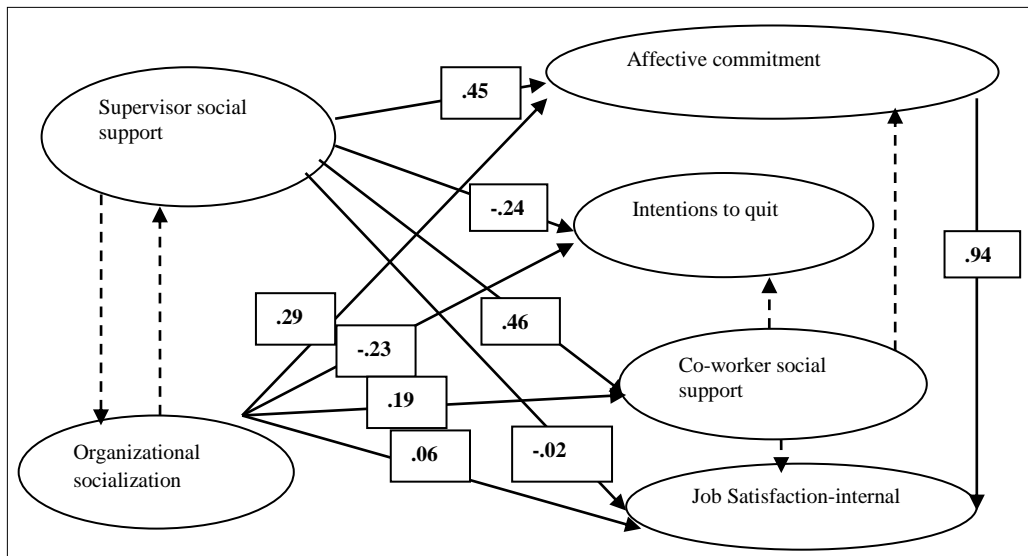 Affective commitment
.45
Supervisor social
support
-.24
Intentions to quit
.94
.29
.46
-.23
Co-worker social
support
.19
.06
-.02
Organizational
socialization
Job Satisfaction-internal